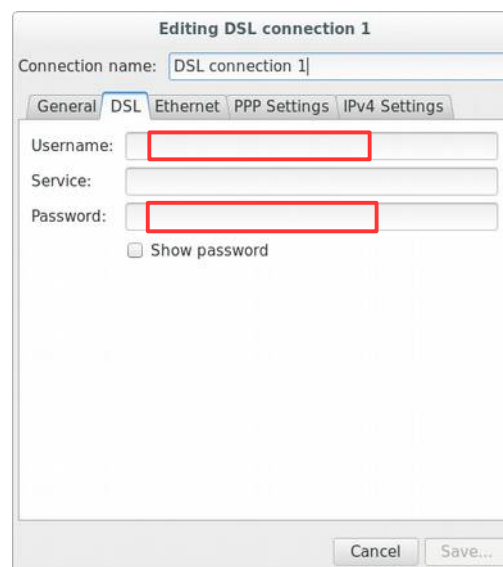 Editing DSL connection 1
Connection name: DSL connection 1
General DSL Ethernet PPP Settings IPv4 Settings
Username:
Service:
Password:
Show password
Cancel Save...